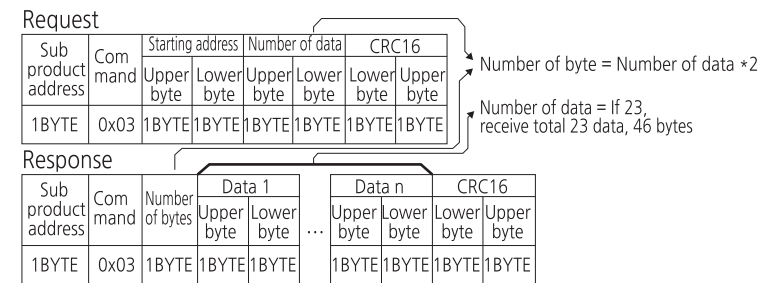 Request
Sub product address Com mand Starting address Number of data CRC16
Upper byte Lower byte Upper byte Lower byte Lower byte Upper byte
1BYTE 0x03 1BYTE 1BYTE 1BYTE 1BYTE 1BYTE 1BYTE
Number of byte = Number of data *2
Number of data = If 23,
receive total 23 data, 46 bytes
Response
Sub product address Com mand Number of bytes Data 1 Data n CRC16
Upper byte Lower byte ... Upper byte Lower byte Lower byte Upper byte
1BYTE 0x03 1BYTE 1BYTE 1BYTE 1BYTE 1BYTE 1BYTE 1BYTE